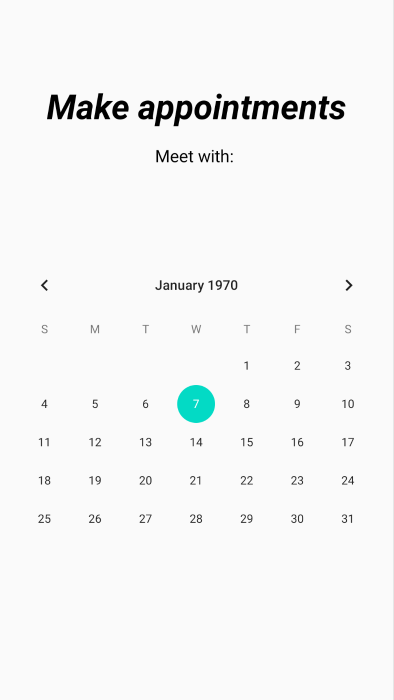 Make appointments
Meet with:
January 1970
S M T W T F S
1 2 3
4 5 6 7 8 9 10
11 12 13 14 15 16 17
18 19 20 21 22 23 24
25 26 27 28 29 30 31